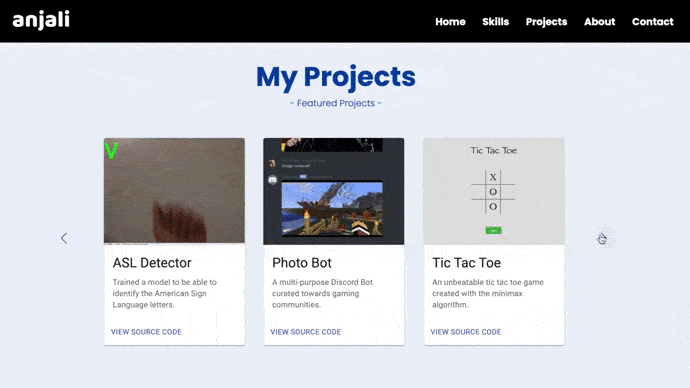 anjali
Home Skills Projects About Contact
My Projects
- Featured Projects -
V
Tic Tac Toe
X
O
O
ASL Detector
Trained a model to be able to
identify the American Sign
Language letters.
VIEW SOURCE CODE
Photo Bot
A multi-purpose Discord Bot
curated towards gaming
communities.
VIEW SOURCE CODE
Tic Tac Toe
An unbeatable tic tac toe game
created with the minimax
algorithm.
VIEW SOURCE CODE